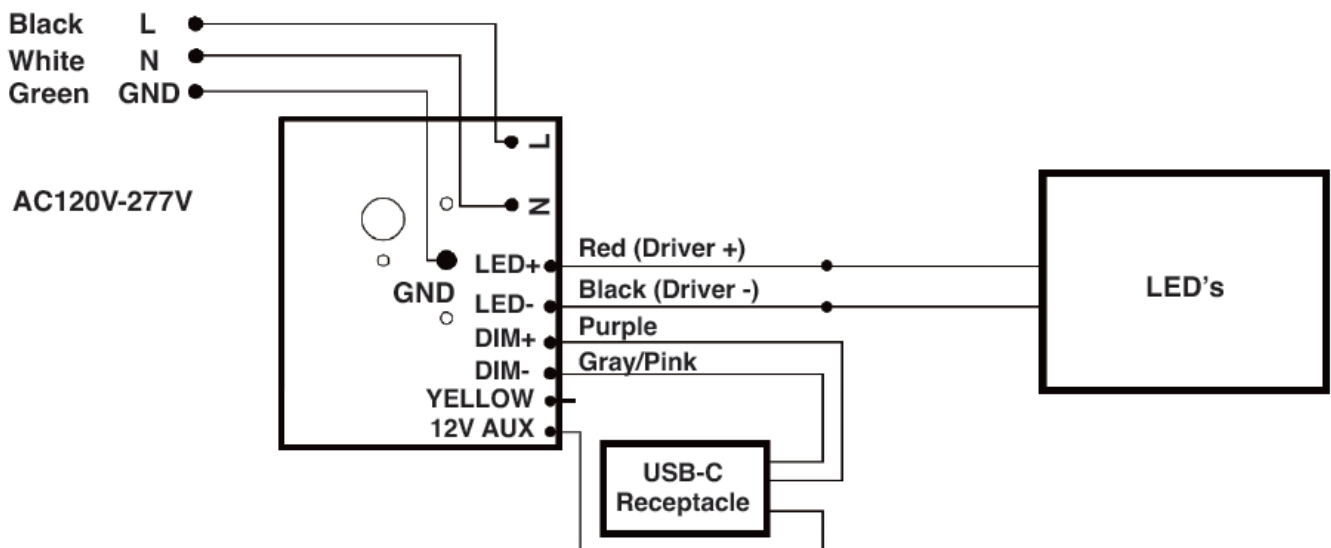 Black L
White N
Green GND
AC120V-277V
L
N
GND
LED+
LED-
DIM+
DIM-
YELLOW
12V AUX
Red (Driver +)
Black (Driver -)
Purple
Gray/Pink
USB-C
Receptacle
LED's